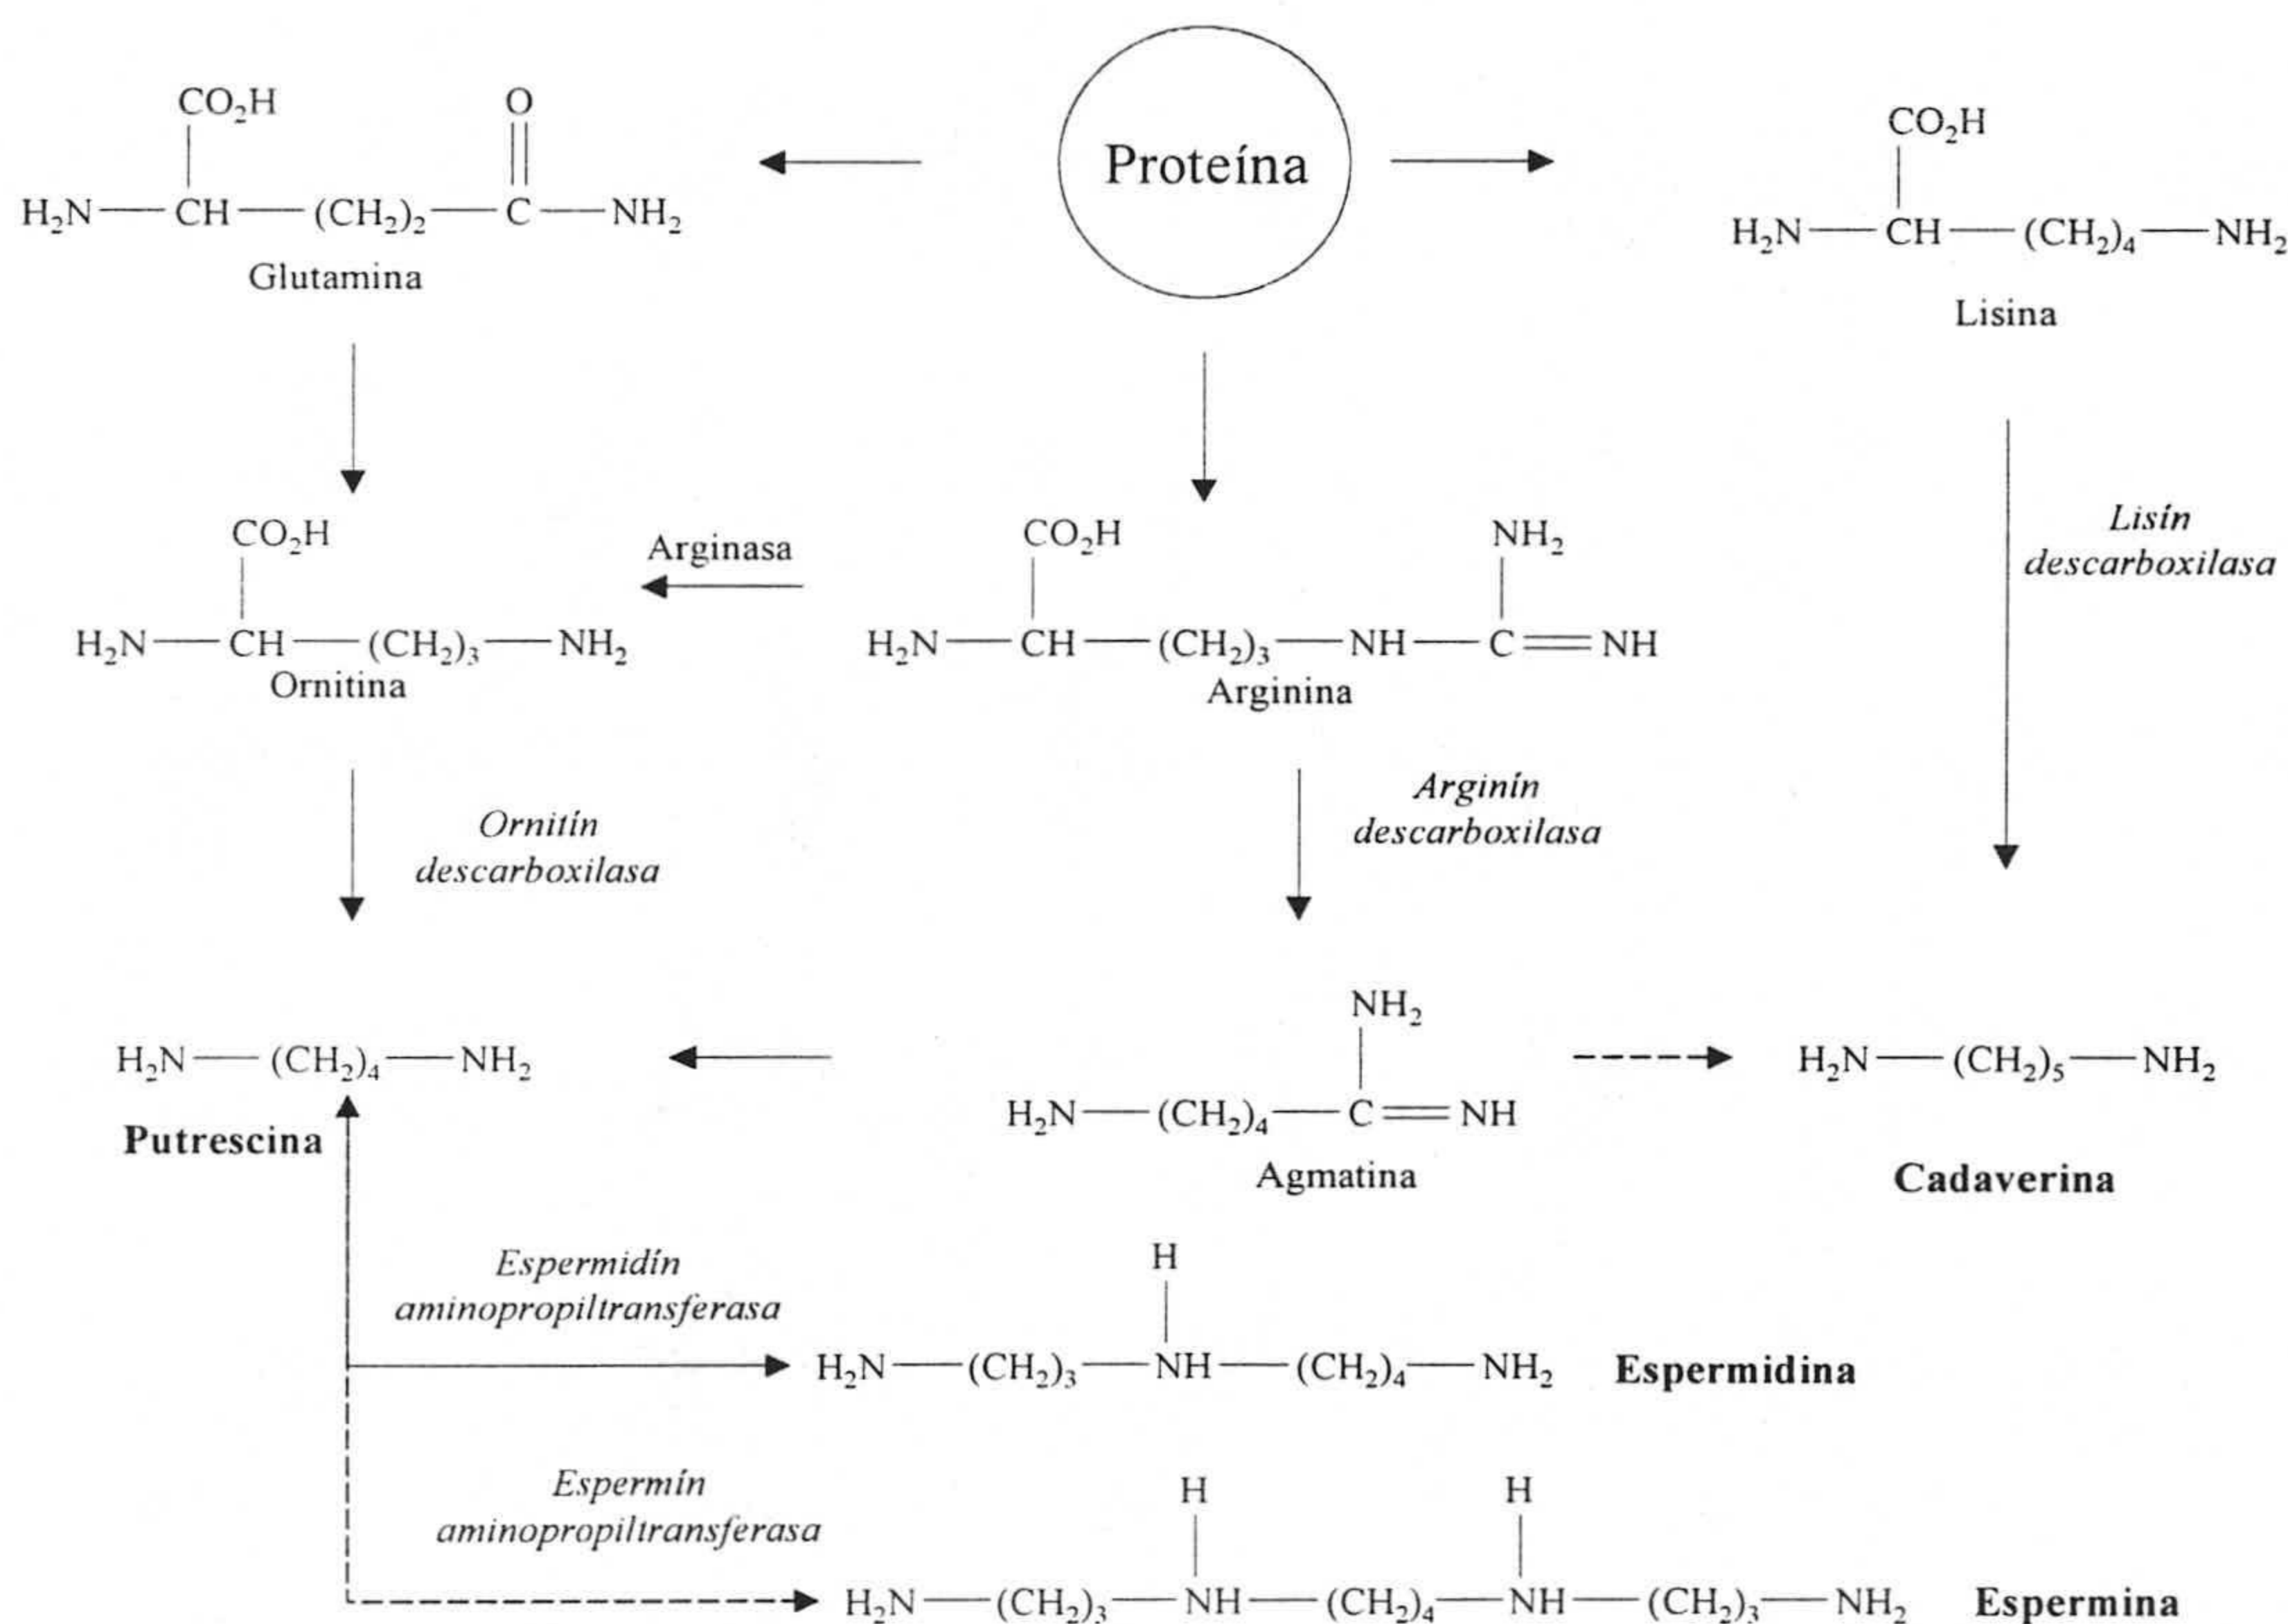 CO₂H
O
H₂N—CH—(CH₂)₂—C—NH₂
Glutamina
Proteína
CO₂H
H₂N—CH—(CH₂)₄—NH₂
Lisina
CO₂H
H₂N—CH—(CH₂)₃—NH₂
Ornitina
Arginasa
CO₂H
NH₂
H₂N—CH—(CH₂)₃—NH—C=NH
Arginina
Lisín
descarboxilasa
Ornitín
descarboxilasa
Arginín
descarboxilasa
H₂N—(CH₂)₄—NH₂
Putrescina
NH₂
H₂N—(CH₂)₄—C=NH
Agmatina
H₂N—(CH₂)₅—NH₂
Cadaverina
Espermidín
aminopropiltransferasa
H
H₂N—(CH₂)₃—NH—(CH₂)₄—NH₂
Espermidina
Espermín
aminopropiltransferasa
H
H
H₂N—(CH₂)₃—NH—(CH₂)₄—NH—(CH₂)₃—NH₂
Espermina